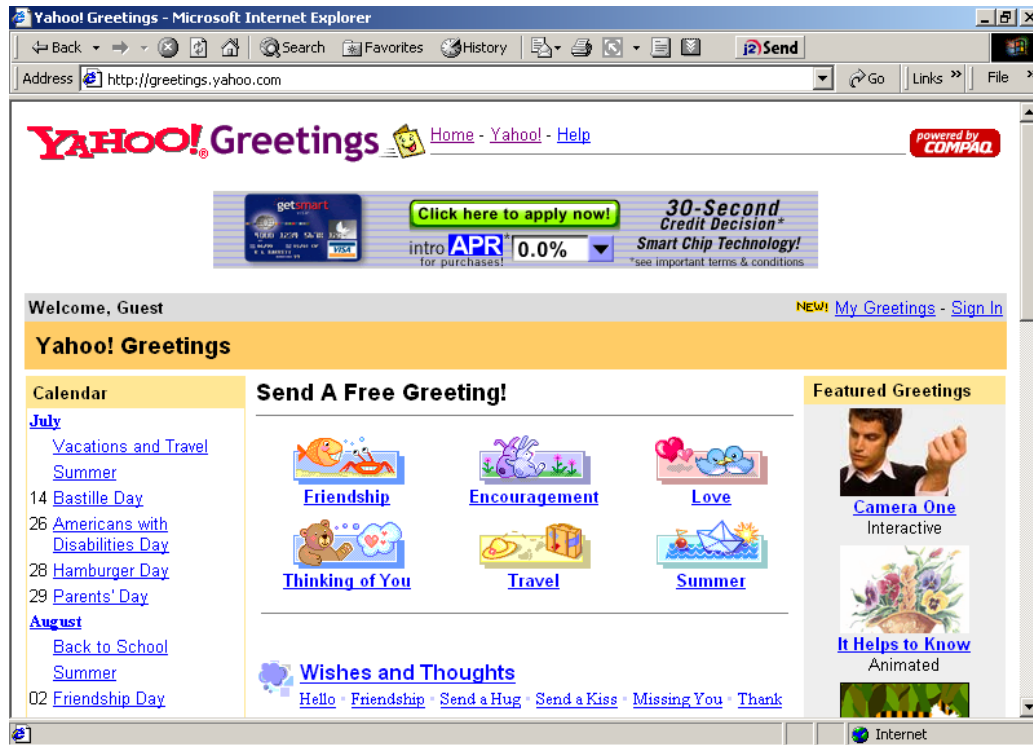 Yahoo! Greetings - Microsoft Internet Explorer
Back Search Favorites History j2 Send
Address http://greetings.yahoo.com Go Links » File
YAHOO! Greetings Home - Yahoo! - Help
powered by
COMPAQ
getsmart
VISA
Click here to apply now!
intro APR* 0.0%
for purchases!
30-Second
Credit Decision*
Smart Chip Technology!
*see important terms & conditions
Welcome, Guest
NEW! My Greetings - Sign In
Yahoo! Greetings
Calendar
July
Vacations and Travel
Summer
14 Bastille Day
26 Americans with
Disabilities Day
28 Hamburger Day
29 Parents' Day
August
Back to School
Summer
02 Friendship Day
Send A Free Greeting!
Friendship
Encouragement
Love
Thinking of You
Travel
Summer
Wishes and Thoughts
Hello - Friendship - Send a Hug - Send a Kiss - Missing You - Thank
Featured Greetings
Camera One
Interactive
It Helps to Know
Animated
Internet